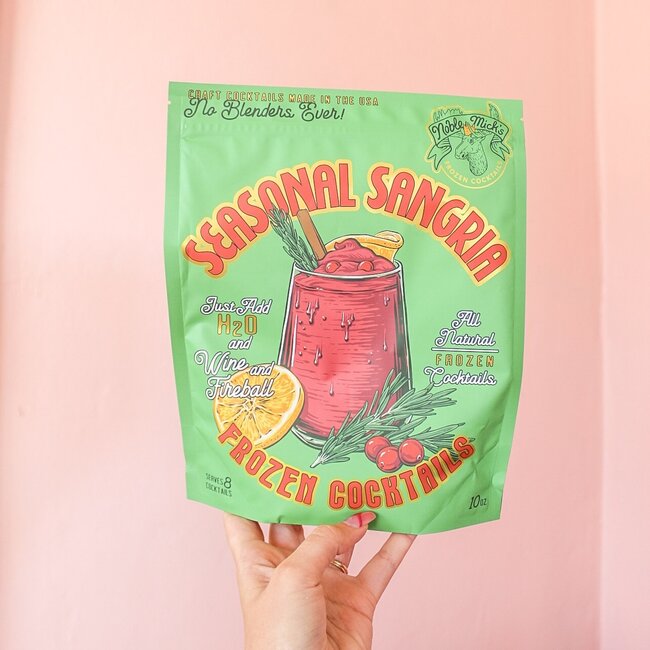 CRAFT COCKTAILS MADE IN THE USA
No Blenders Ever!
Noble Mick's
FROZEN COCKTAILS
SEASONAL SANGRIA
Just Add
H2O
and
Wine and
Fireball
All
Natural
FROZEN
Cocktails
FROZEN COCKTAILS
SERVES 8
COCKTAILS
10oz